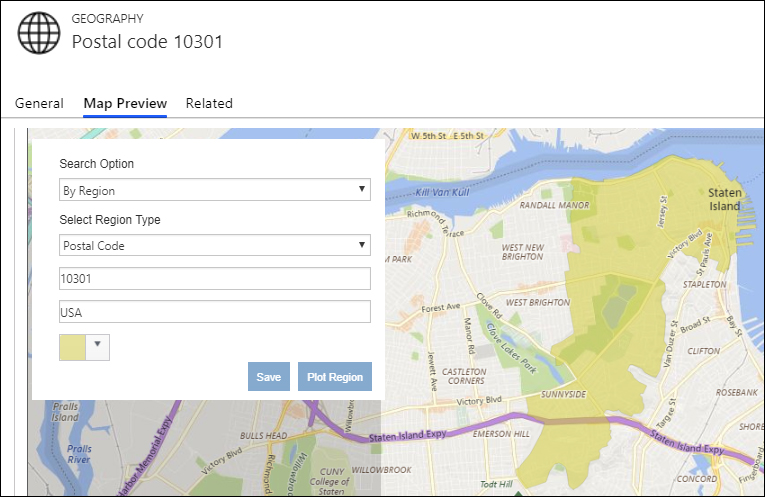 GEOGRAPHY
Postal code 10301
General
Map Preview
Related
Search Option
By Region
Select Region Type
Postal Code
10301
USA
Save
Plot Region
W 5th St
E 5th St
Kill Van Kull
Staten
Island
RANDALL MANOR
Richmond Terrace
Jersey St
Victory Blvd
St Pauls Ave
M PARK
WEST NEW
BRIGHTON
STAPLETON
WEST BRIGHTON
Forest Ave
Clove Rd
Manor Rd
Jewett Ave
Clove Lakes Park
Van Duzer St
Broad St
Bay St
CLIFTON
CASTLETON
CORNERS
SUNNYSIDE
ROSEBANK
Victory Blvd
Targee St
SHORE
Pralls
Island
Pralls
River
Harbor Memorial Expy
BULLS HEAD
Staten Island Expy
EMERSON HILL
Staten Island Expy
Fingerboard
Victory Blvd
Richmond
CUNY
College of
Staten
WILLOWBROOK
Willowbro
Todt Hill
CONCORD